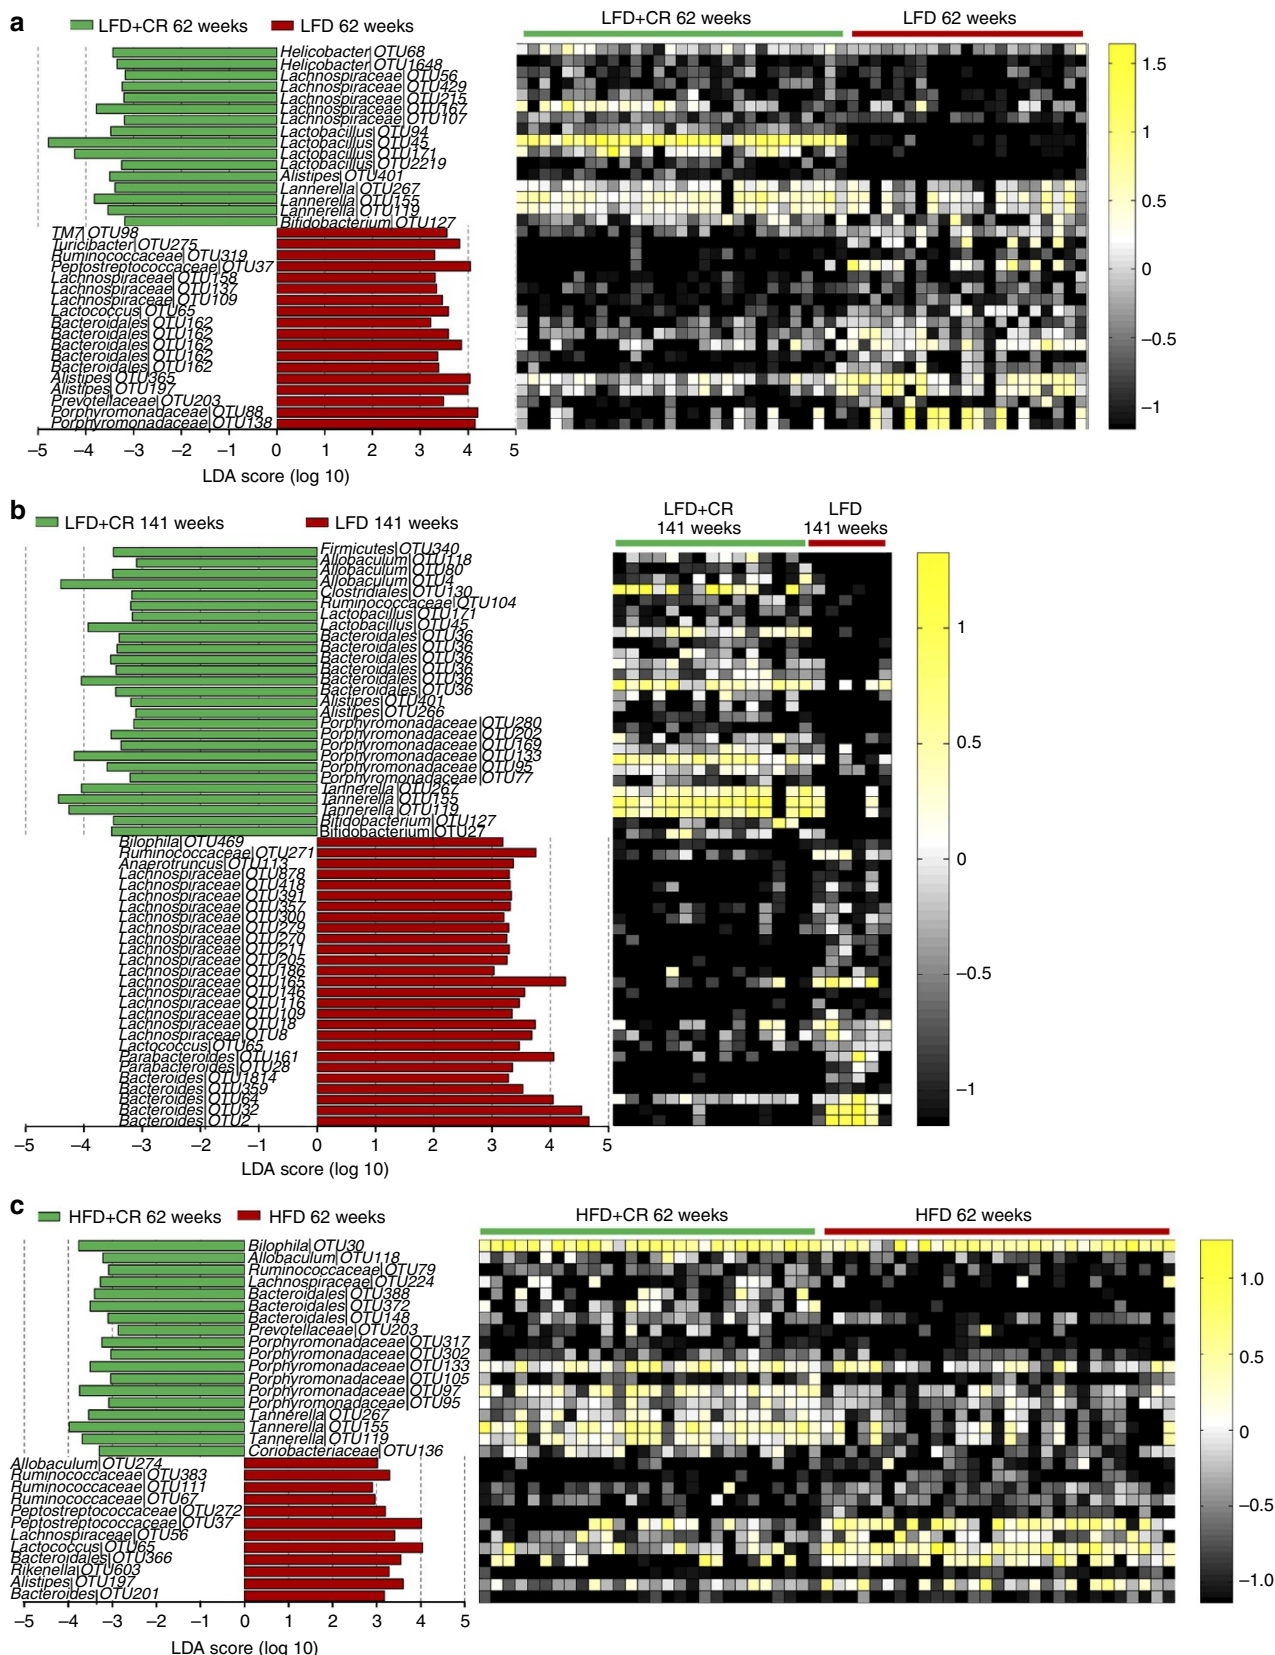 a
LFD+CR 62 weeks
LFD 62 weeks
LFD+CR 62 weeks
LFD 62 weeks
Helicobacter|OTU68
Helicobacter|OTU1648
Lachnospiraceae|OTU56
Lachnospiraceae|OTU429
Lachnospiraceae|OTU215
Lachnospiraceae|OTU167
Lachnospiraceae|OTU107
Lactobacillus|OTU94
Lactobacillus|OTU45
Lactobacillus|OTU171
Lactobacillus|OTU2219
Alistipes|OTU401
Lannerella|OTU267
Lannerella|OTU155
Lannerella|OTU119
Bifidobacterium|OTU127
TM7|OTU98
Turicibacter|OTU275
Ruminococcaceae|OTU319
Peptostreptococcaceae|OTU37
Lachnospiraceae|OTU158
Lachnospiraceae|OTU137
Lachnospiraceae|OTU109
Lactococcus|OTU65
Bacteroidales|OTU162
Bacteroidales|OTU162
Bacteroidales|OTU162
Bacteroidales|OTU162
Bacteroidales|OTU162
Alistipes|OTU365
Alistipes|OTU197
Prevotellaceae|OTU203
Porphyromonadaceae|OTU88
Porphyromonadaceae|OTU138
−5 −4 −3 −2 −1 0 1 2 3 4 5
LDA score (log 10)
1.5
1
0.5
0
−0.5
−1
b
LFD+CR 141 weeks
LFD 141 weeks
LFD+CR
141 weeks
LFD
141 weeks
Firmicutes|OTU340
Allobaculum|OTU118
Allobaculum|OTU80
Allobaculum|OTU4
Clostridiales|OTU130
Ruminococcaceae|OTU104
Lactobacillus|OTU171
Lactobacillus|OTU45
Bacteroidales|OTU36
Bacteroidales|OTU36
Bacteroidales|OTU36
Bacteroidales|OTU36
Bacteroidales|OTU36
Bacteroidales|OTU36
Alistipes|OTU401
Alistipes|OTU266
Porphyromonadaceae|OTU280
Porphyromonadaceae|OTU202
Porphyromonadaceae|OTU169
Porphyromonadaceae|OTU133
Porphyromonadaceae|OTU95
Porphyromonadaceae|OTU77
Tannerella|OTU267
Tannerella|OTU155
Tannerella|OTU119
Bifidobacterium|OTU127
Bifidobacterium|OTU27
Bilophila|OTU469
Ruminococcaceae|OTU271
Anaerotruncus|OTU113
Lachnospiraceae|OTU878
Lachnospiraceae|OTU418
Lachnospiraceae|OTU391
Lachnospiraceae|OTU357
Lachnospiraceae|OTU300
Lachnospiraceae|OTU279
Lachnospiraceae|OTU270
Lachnospiraceae|OTU211
Lachnospiraceae|OTU205
Lachnospiraceae|OTU186
Lachnospiraceae|OTU165
Lachnospiraceae|OTU146
Lachnospiraceae|OTU116
Lachnospiraceae|OTU109
Lachnospiraceae|OTU18
Lachnospiraceae|OTU8
Lactococcus|OTU65
Parabacteroides|OTU161
Parabacteroides|OTU28
Bacteroides|OTU1814
Bacteroides|OTU359
Bacteroides|OTU64
Bacteroides|OTU32
Bacteroides|OTU2
−5 −4 −3 −2 −1 0 1 2 3 4 5
LDA score (log 10)
1
0.5
0
−0.5
−1
c
HFD+CR 62 weeks
HFD 62 weeks
HFD+CR 62 weeks
HFD 62 weeks
Bilophila|OTU30
Allobaculum|OTU118
Ruminococcaceae|OTU79
Lachnospiraceae|OTU224
Bacteroidales|OTU388
Bacteroidales|OTU372
Bacteroidales|OTU148
Prevotellaceae|OTU203
Porphyromonadaceae|OTU317
Porphyromonadaceae|OTU302
Porphyromonadaceae|OTU133
Porphyromonadaceae|OTU105
Porphyromonadaceae|OTU97
Porphyromonadaceae|OTU95
Tannerella|OTU267
Tannerella|OTU155
Tannerella|OTU119
Coriobacteriaceae|OTU136
Allobaculum|OTU274
Ruminococcaceae|OTU383
Ruminococcaceae|OTU111
Ruminococcaceae|OTU67
Peptostreptococcaceae|OTU272
Peptostreptococcaceae|OTU37
Lachnospiraceae|OTU56
Lactococcus|OTU65
Bacteroidales|OTU366
Rikenella|OTU603
Alistipes|OTU197
Bacteroides|OTU201
−5 −4 −3 −2 −1 0 1 2 3 4 5
LDA score (log 10)
1.0
0.5
0
−0.5
−1.0